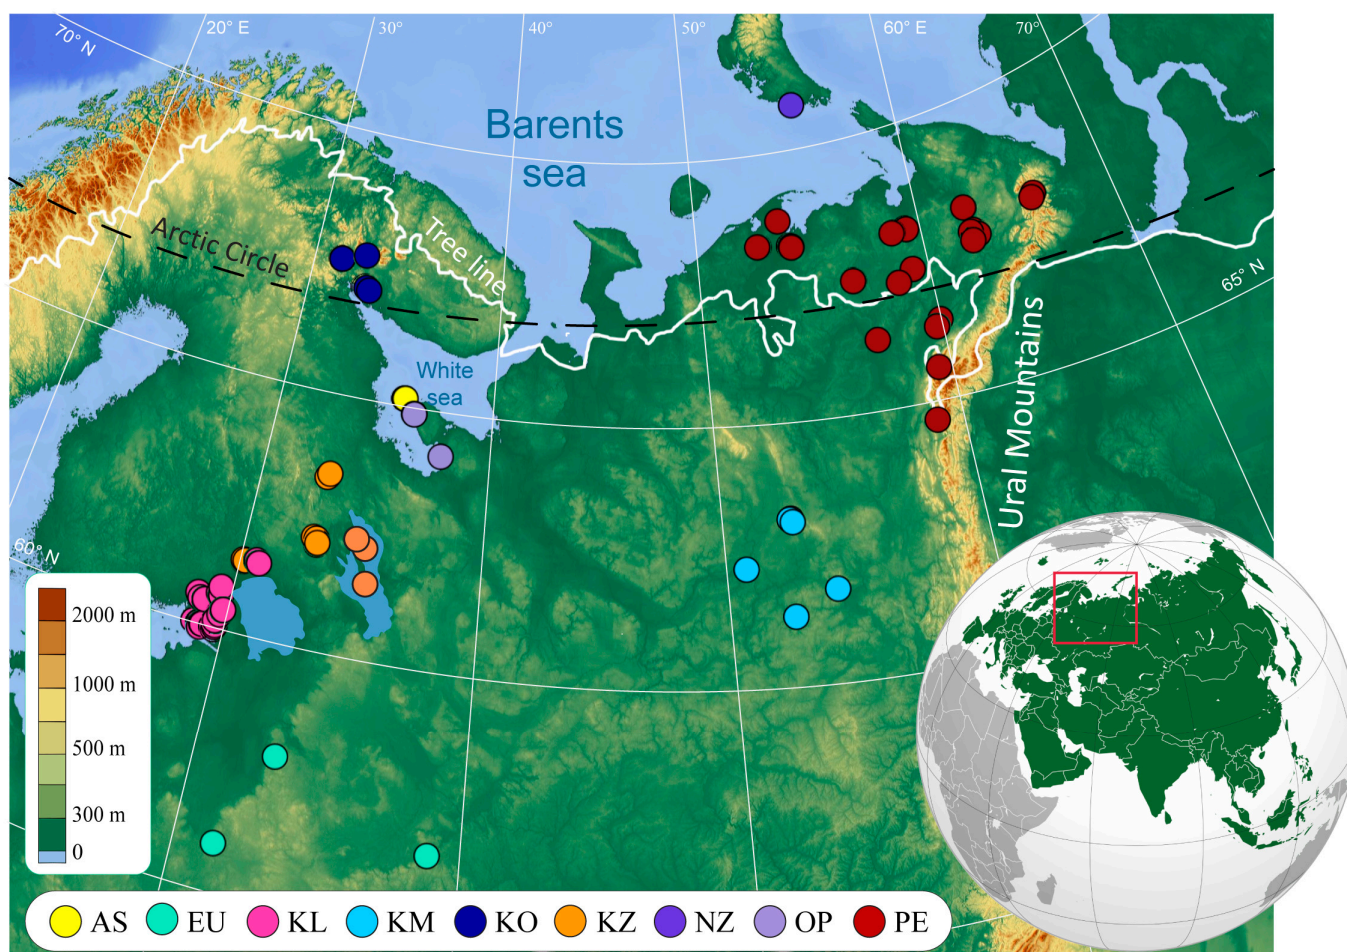 70° N
20° E
30°
40°
50°
60° E
70°
Barents
sea
Arctic Circle
Tree line
65° N
White
sea
Ural Mountains
60° N
2000 m
1000 m
500 m
300 m
0
AS
EU
KL
KM
KO
KZ
NZ
OP
PE